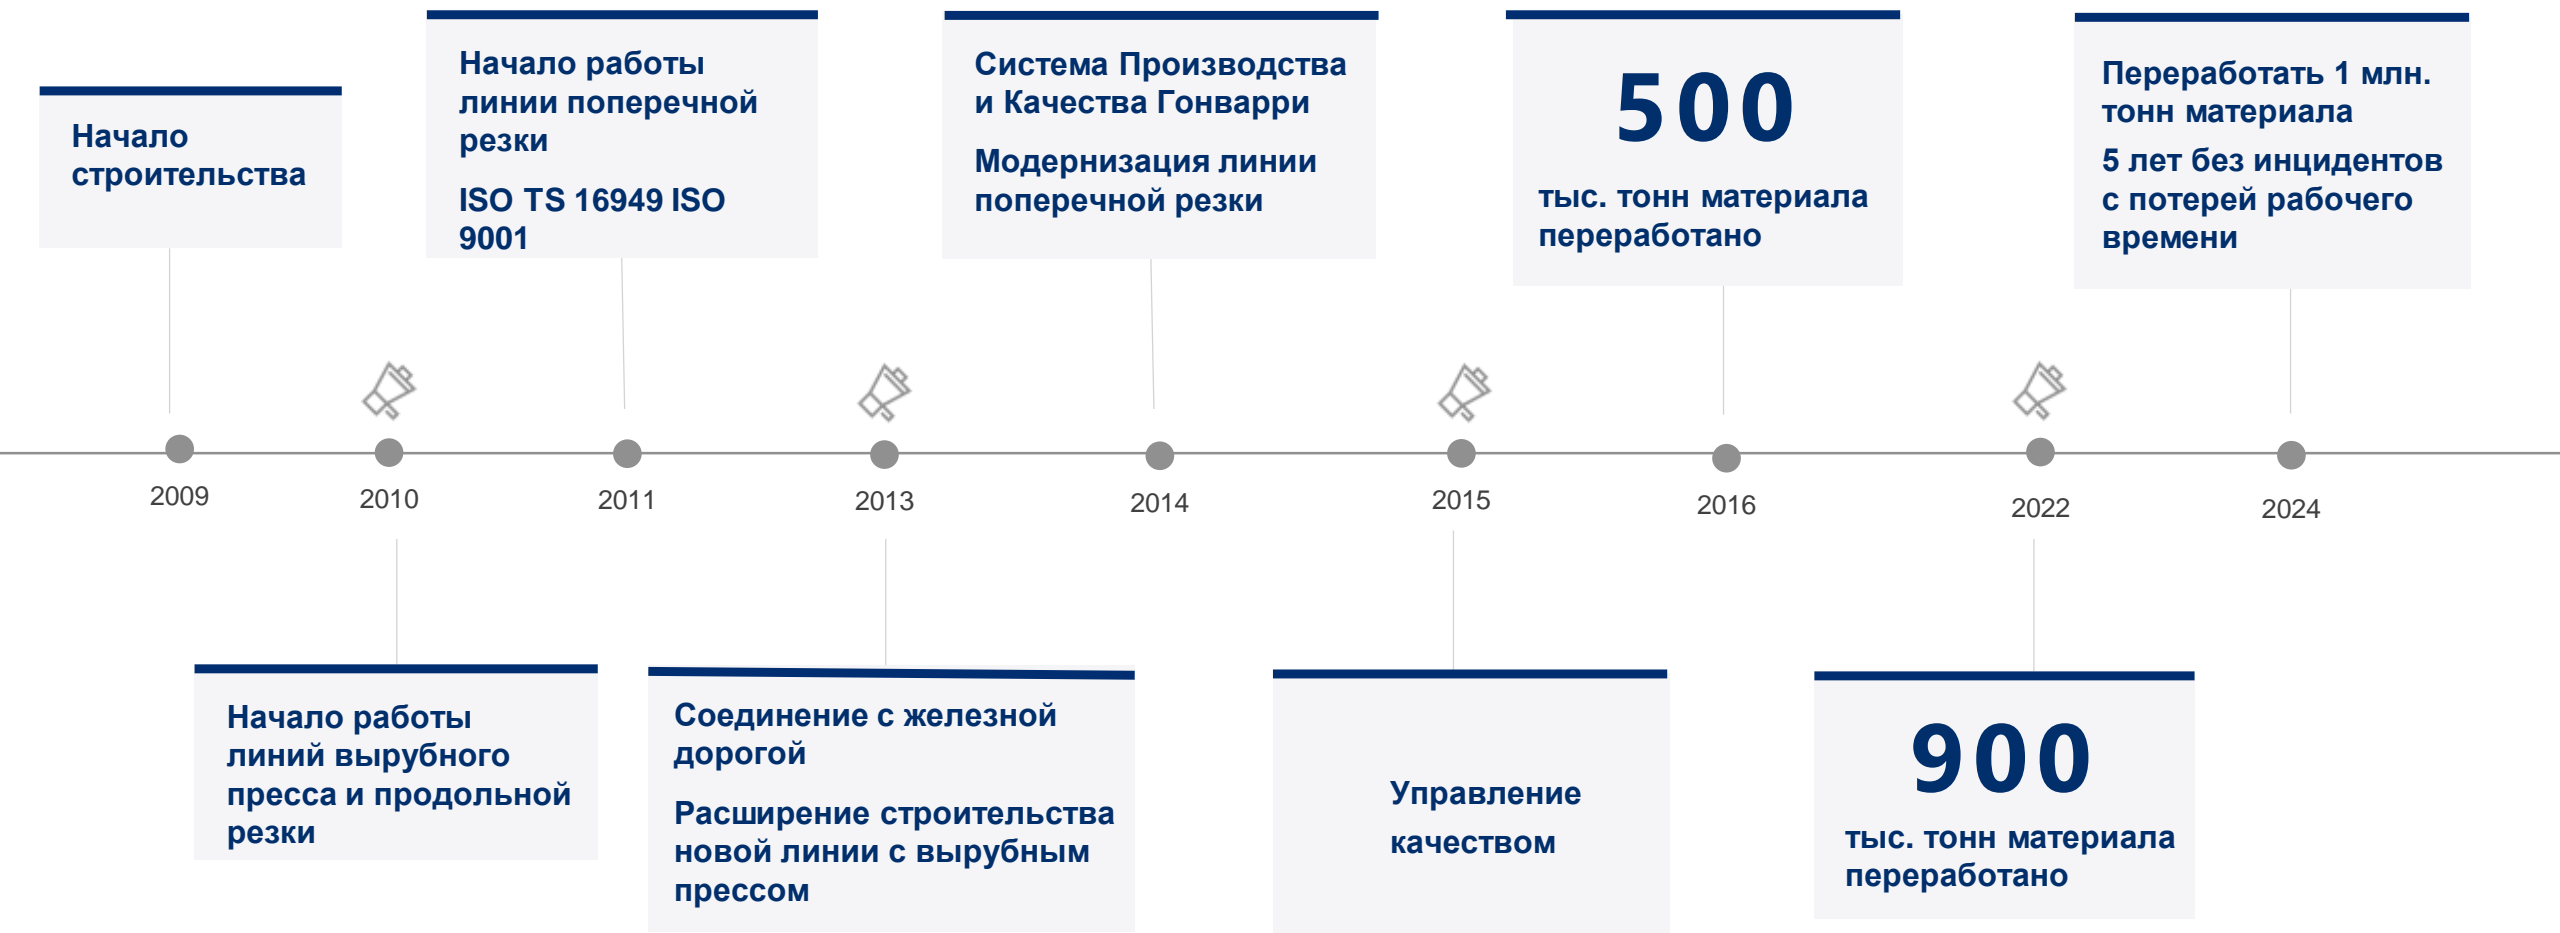 Начало
строительства
Начало работы
линии поперечной
резки
ISO TS 16949 ISO
9001
Система Производства
и Качества Гонварри
Модернизация линии
поперечной резки
500
тыс. тонн материала
переработано
Переработать 1 млн.
тонн материала
5 лет без инцидентов
с потерей рабочего
времени
2009
2010
2011
2013
2014
2015
2016
2022
2024
Начало работы
линий вырубного
пресса и продольной
резки
Соединение с железной
дорогой
Расширение строительства
новой линии с вырубным
прессом
Управление
качеством
900
тыс. тонн материала
переработано